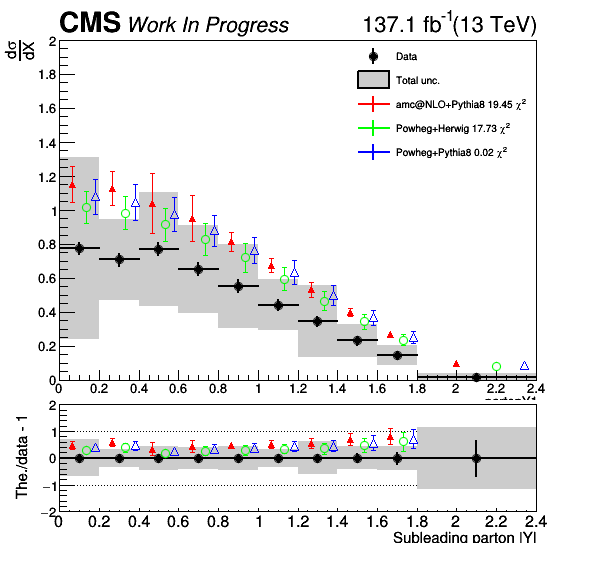 CMS Work In Progress 137.1 fb⁻¹(13 TeV)
dσ
dX
Data
Total unc.
amc@NLO+Pythia8 19.45 χ²
Powheg+Herwig 17.73 χ²
Powheg+Pythia8 0.02 χ²
2
1.8
1.6
1.4
1.2
1
0.8
0.6
0.4
0.2
0
0 0.2 0.4 0.6 0.8 1 1.2 1.4 1.6 1.8 2 2.2 2.4
The./data - 1
2
1
0
−1
−2
0 0.2 0.4 0.6 0.8 1 1.2 1.4 1.6 1.8 2 2.2 2.4
Subleading parton |Y|